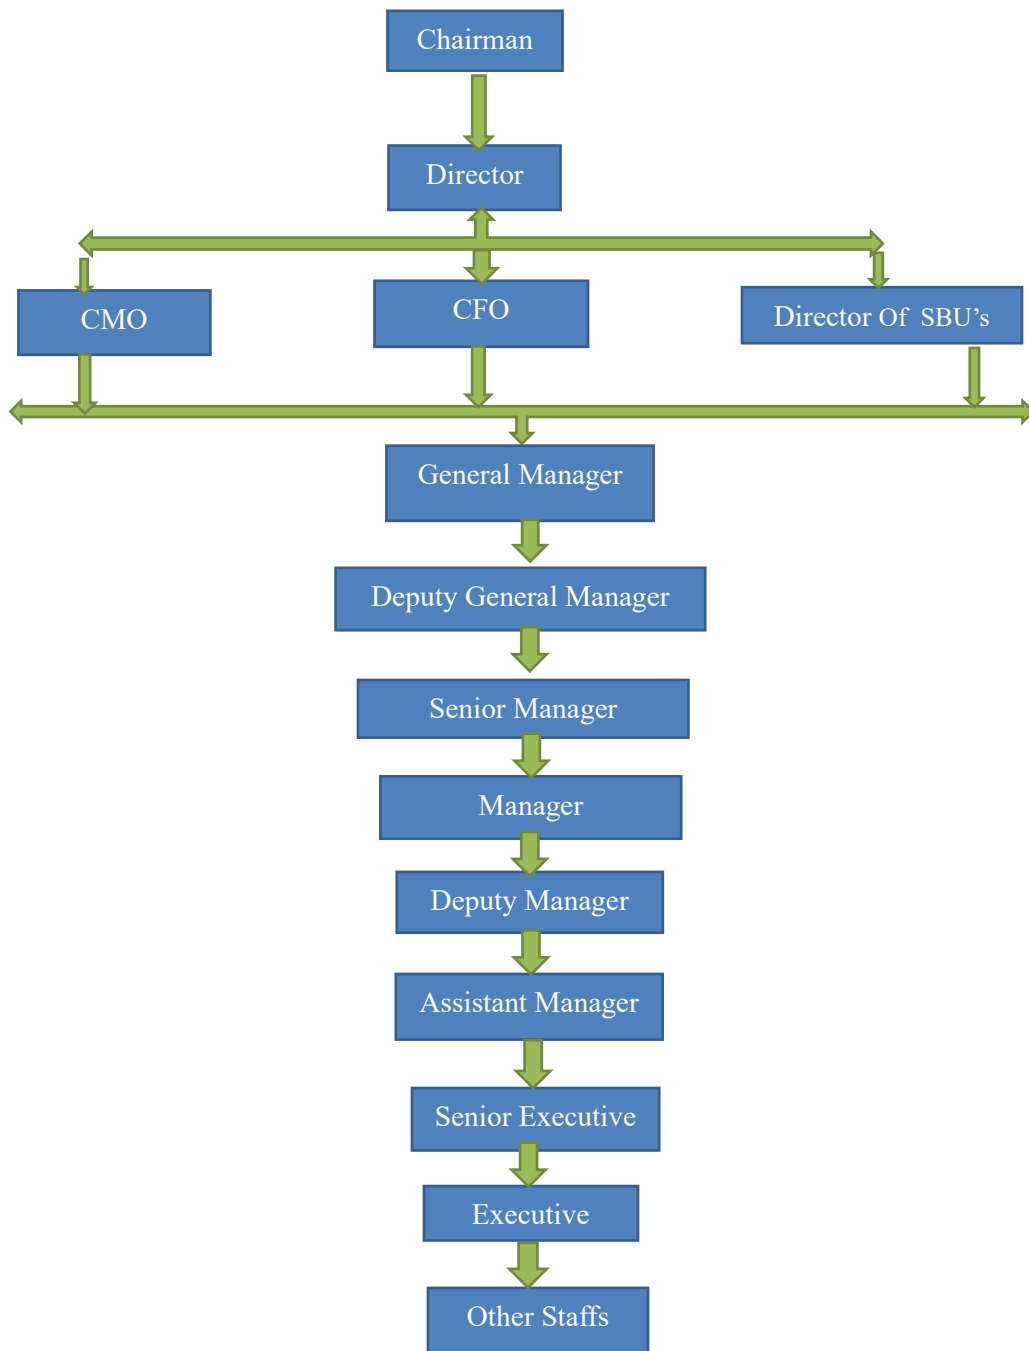 Chairman
Director
CMO
CFO
Director Of SBU’s
General Manager
Deputy General Manager
Senior Manager
Manager
Deputy Manager
Assistant Manager
Senior Executive
Executive
Other Staffs